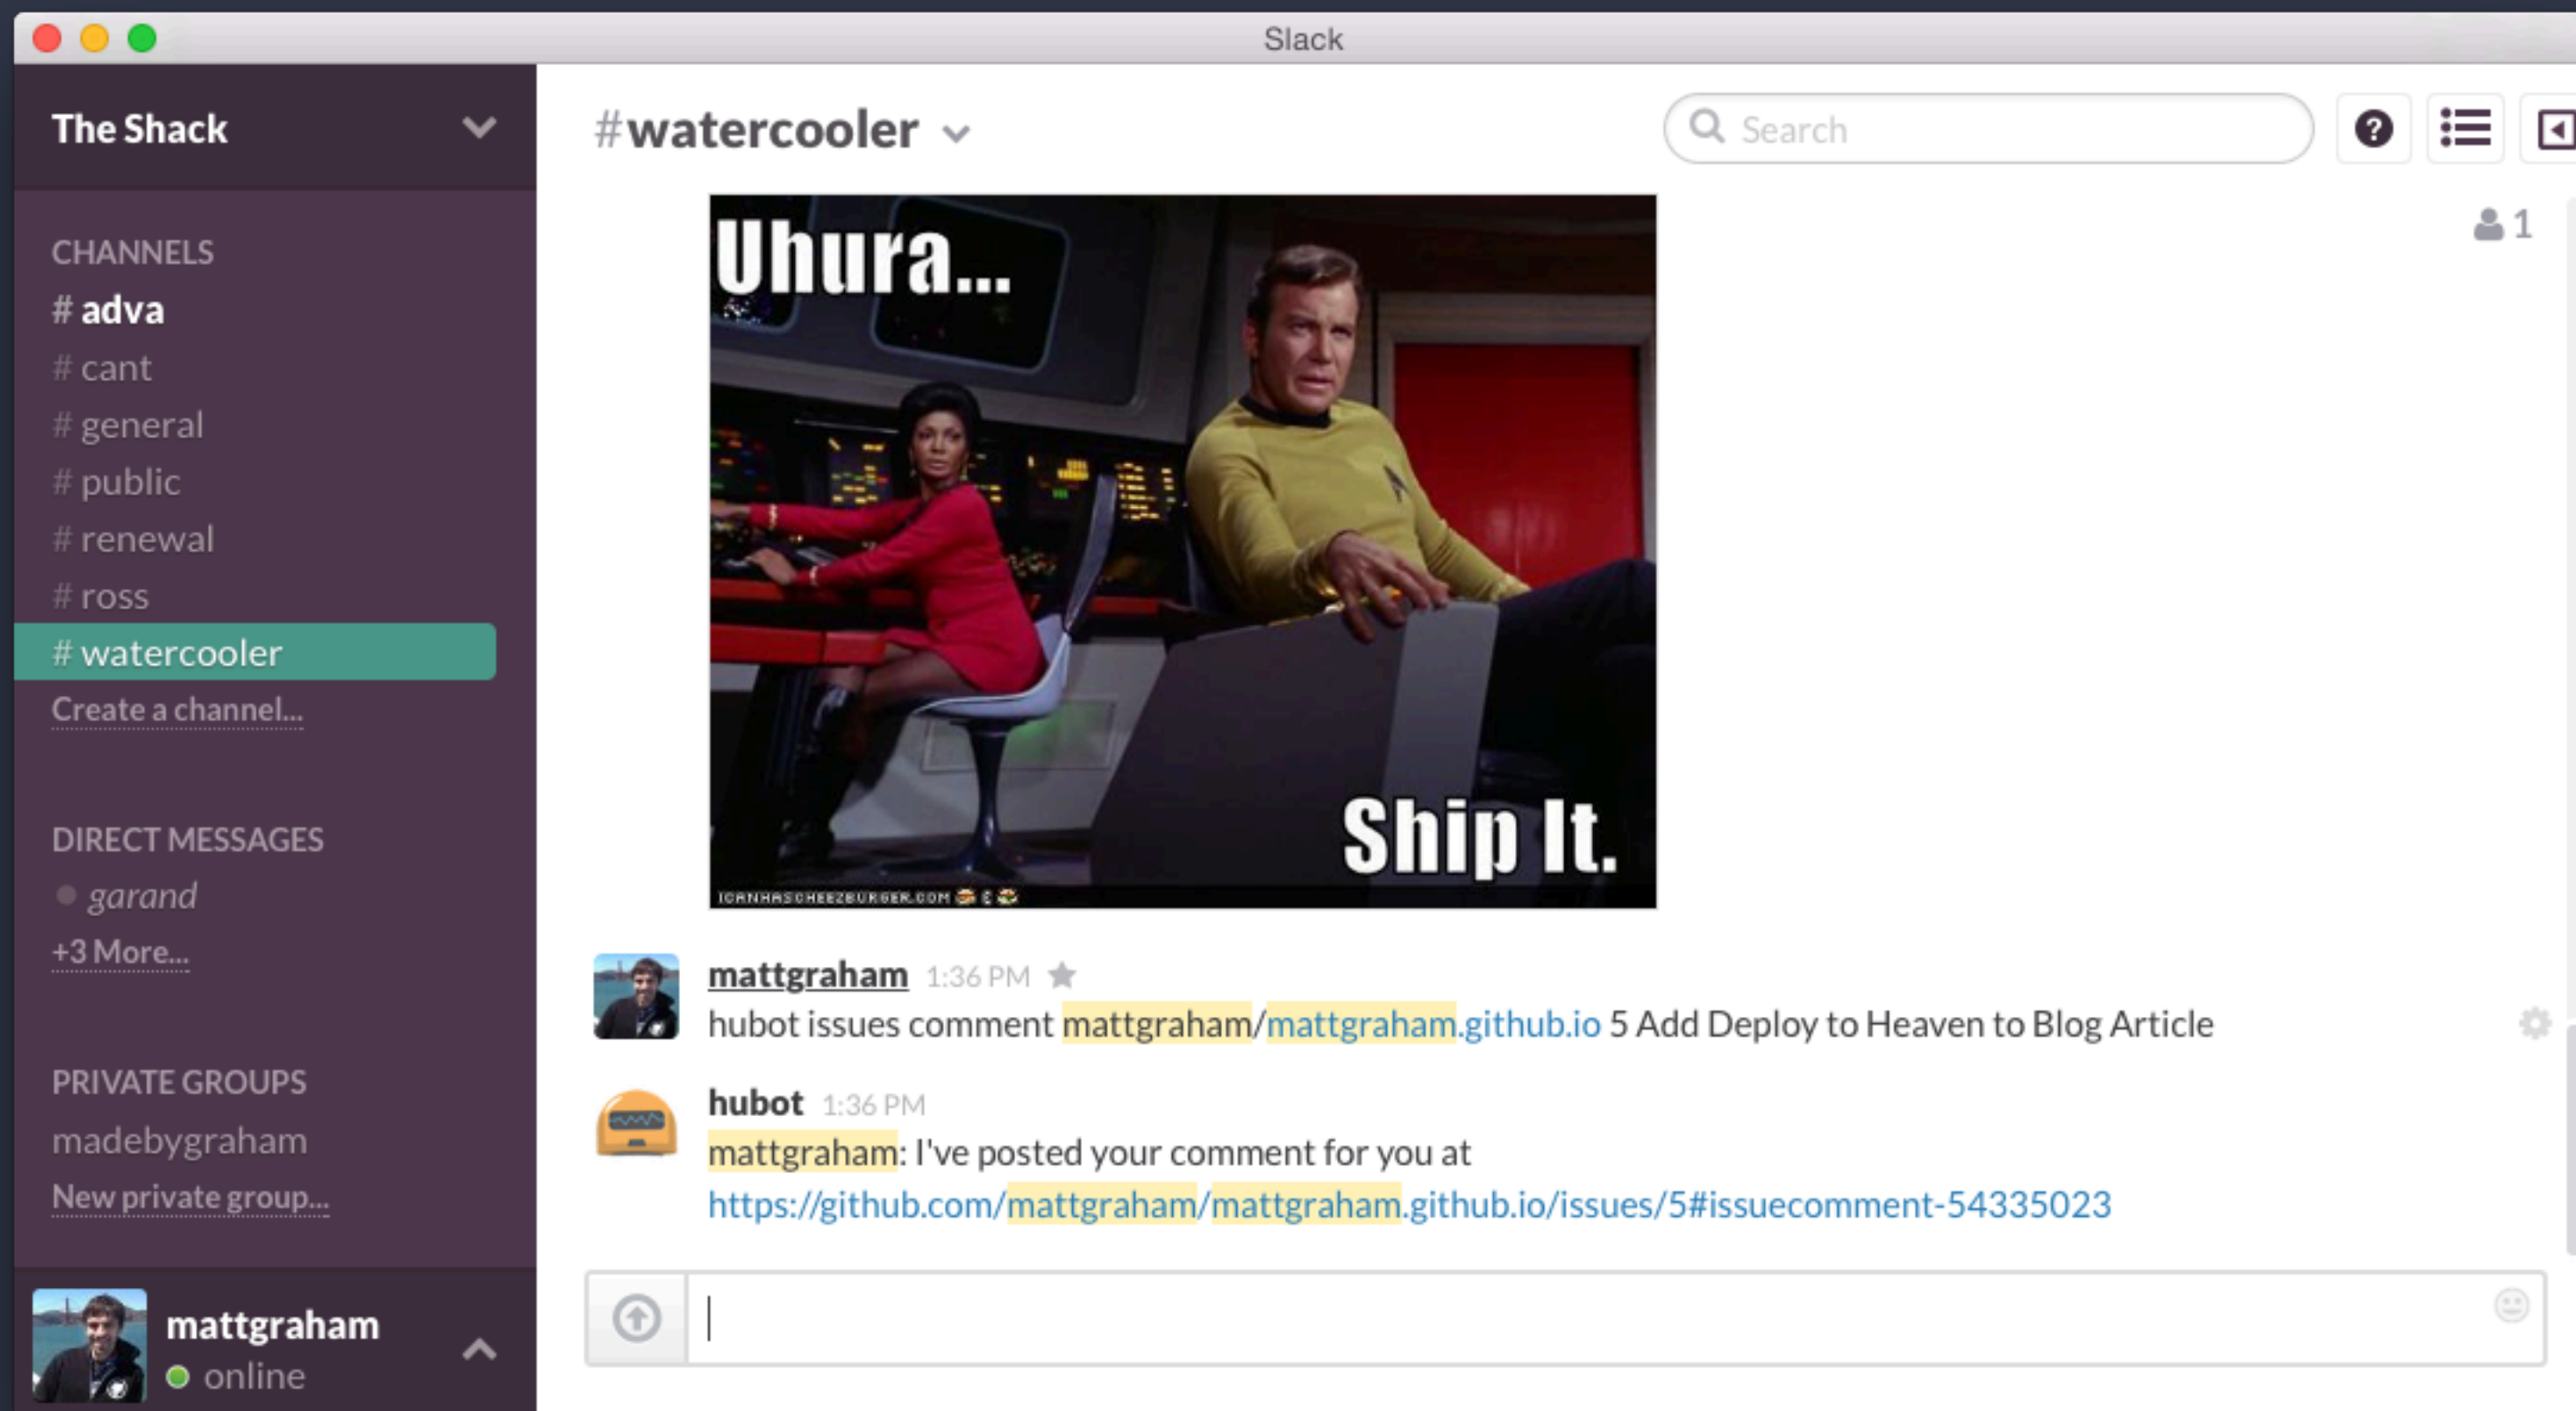 Slack
The Shack
CHANNELS
# adva
# cant
# general
# public
# renewal
# ross
# watercooler
Create a channel...
DIRECT MESSAGES
garand
+3 More...
PRIVATE GROUPS
madebygraham
New private group...
mattgraham
online
#watercooler
Search
?
1
Uhura...
Ship It.
ICANHASCHEEZBURGER.COM
mattgraham 1:36 PM
hubot issues comment mattgraham/mattgraham.github.io 5 Add Deploy to Heaven to Blog Article
hubot 1:36 PM
mattgraham: I've posted your comment for you at
https://github.com/mattgraham/mattgraham.github.io/issues/5#issuecomment-54335023